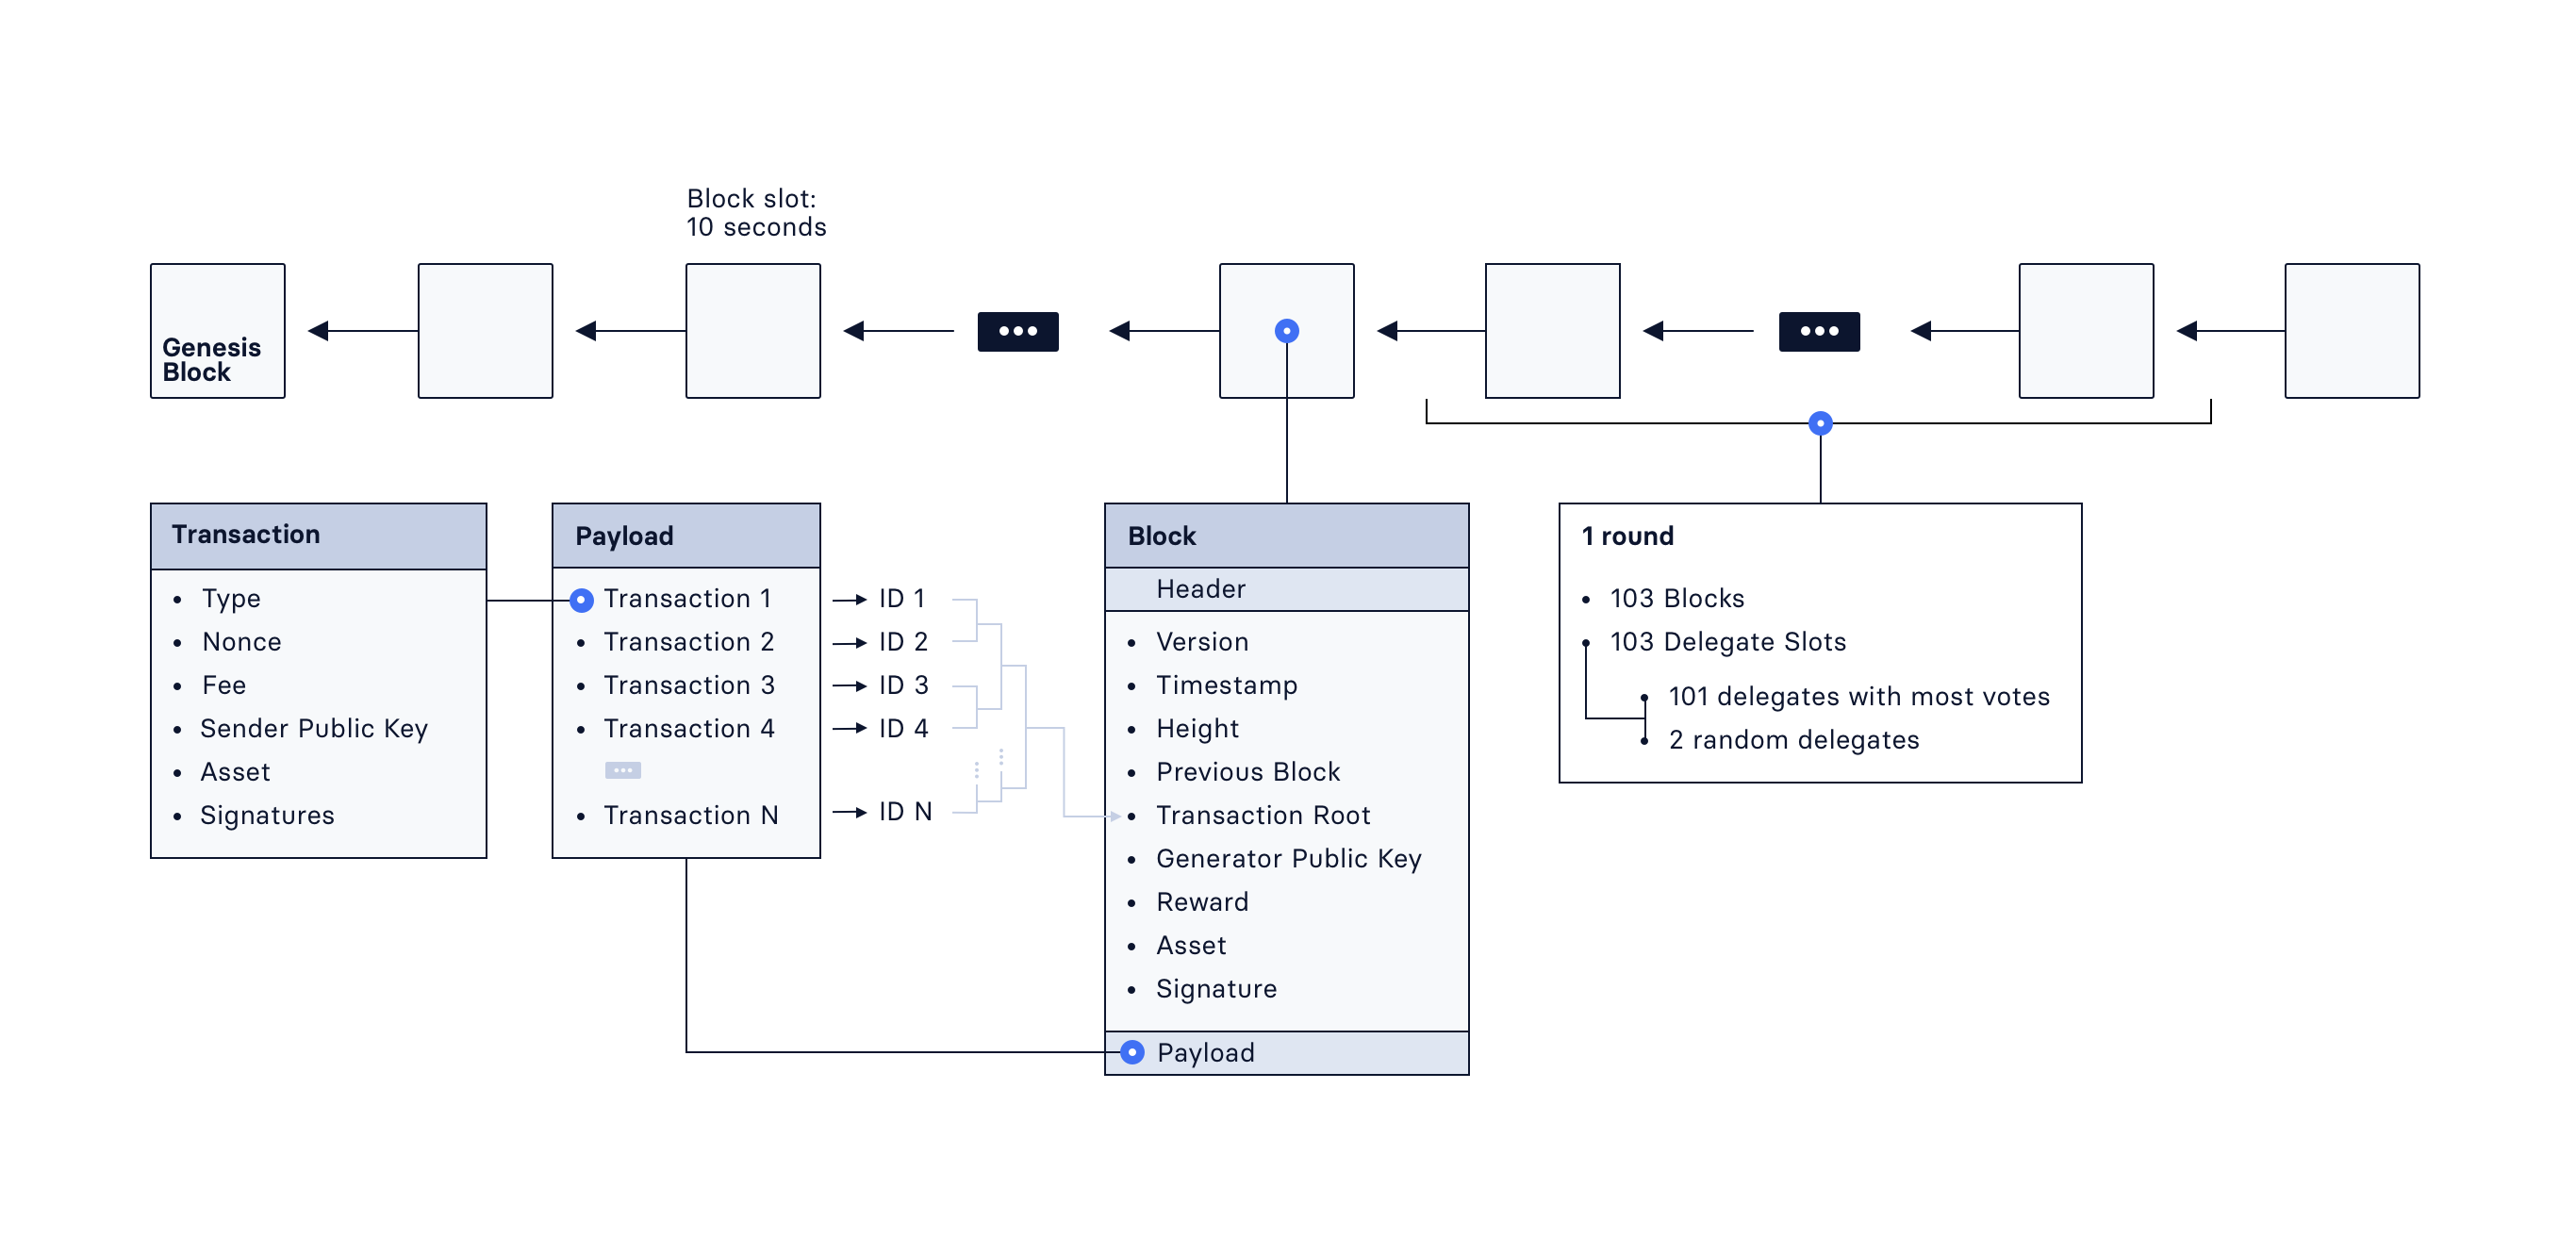 Block slot:
10 seconds
Genesis
Block
Transaction
Type
Nonce
Fee
Sender Public Key
Asset
Signatures
Payload
Transaction 1
Transaction 2
Transaction 3
Transaction 4
Transaction N
ID 1
ID 2
ID 3
ID 4
ID N
Block
Header
Version
Timestamp
Height
Previous Block
Transaction Root
Generator Public Key
Reward
Asset
Signature
Payload
1 round
103 Blocks
103 Delegate Slots
101 delegates with most votes
2 random delegates